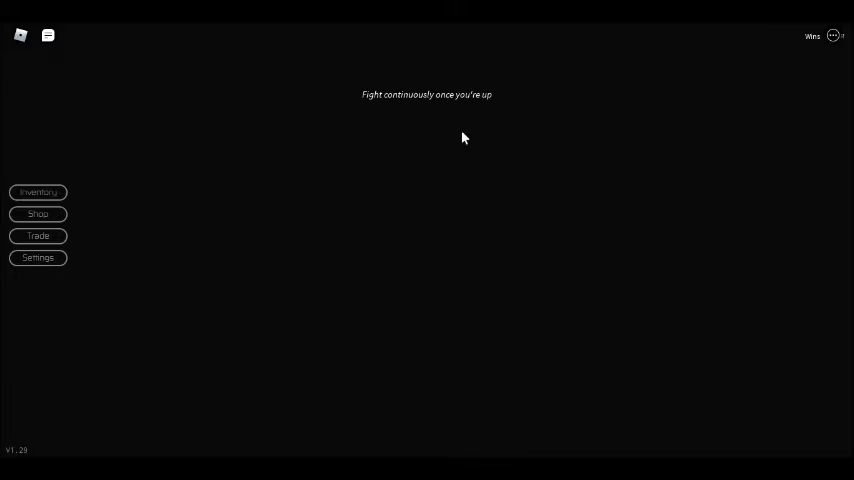 Wins
Fight continuously once you're up
Inventory
Shop
Trade
Settings
V1.29